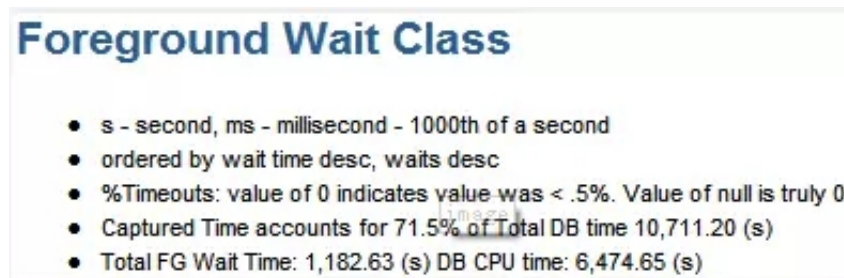 Foreground Wait Class
● s - second, ms - millisecond - 1000th of a second
● ordered by wait time desc, waits desc
● %Timeouts: value of 0 indicates value was < .5%. Value of null is truly 0
● Captured Time accounts for 71.5% of Total DB time 10,711.20 (s)
● Total FG Wait Time: 1,182.63 (s) DB CPU time: 6,474.65 (s)
image